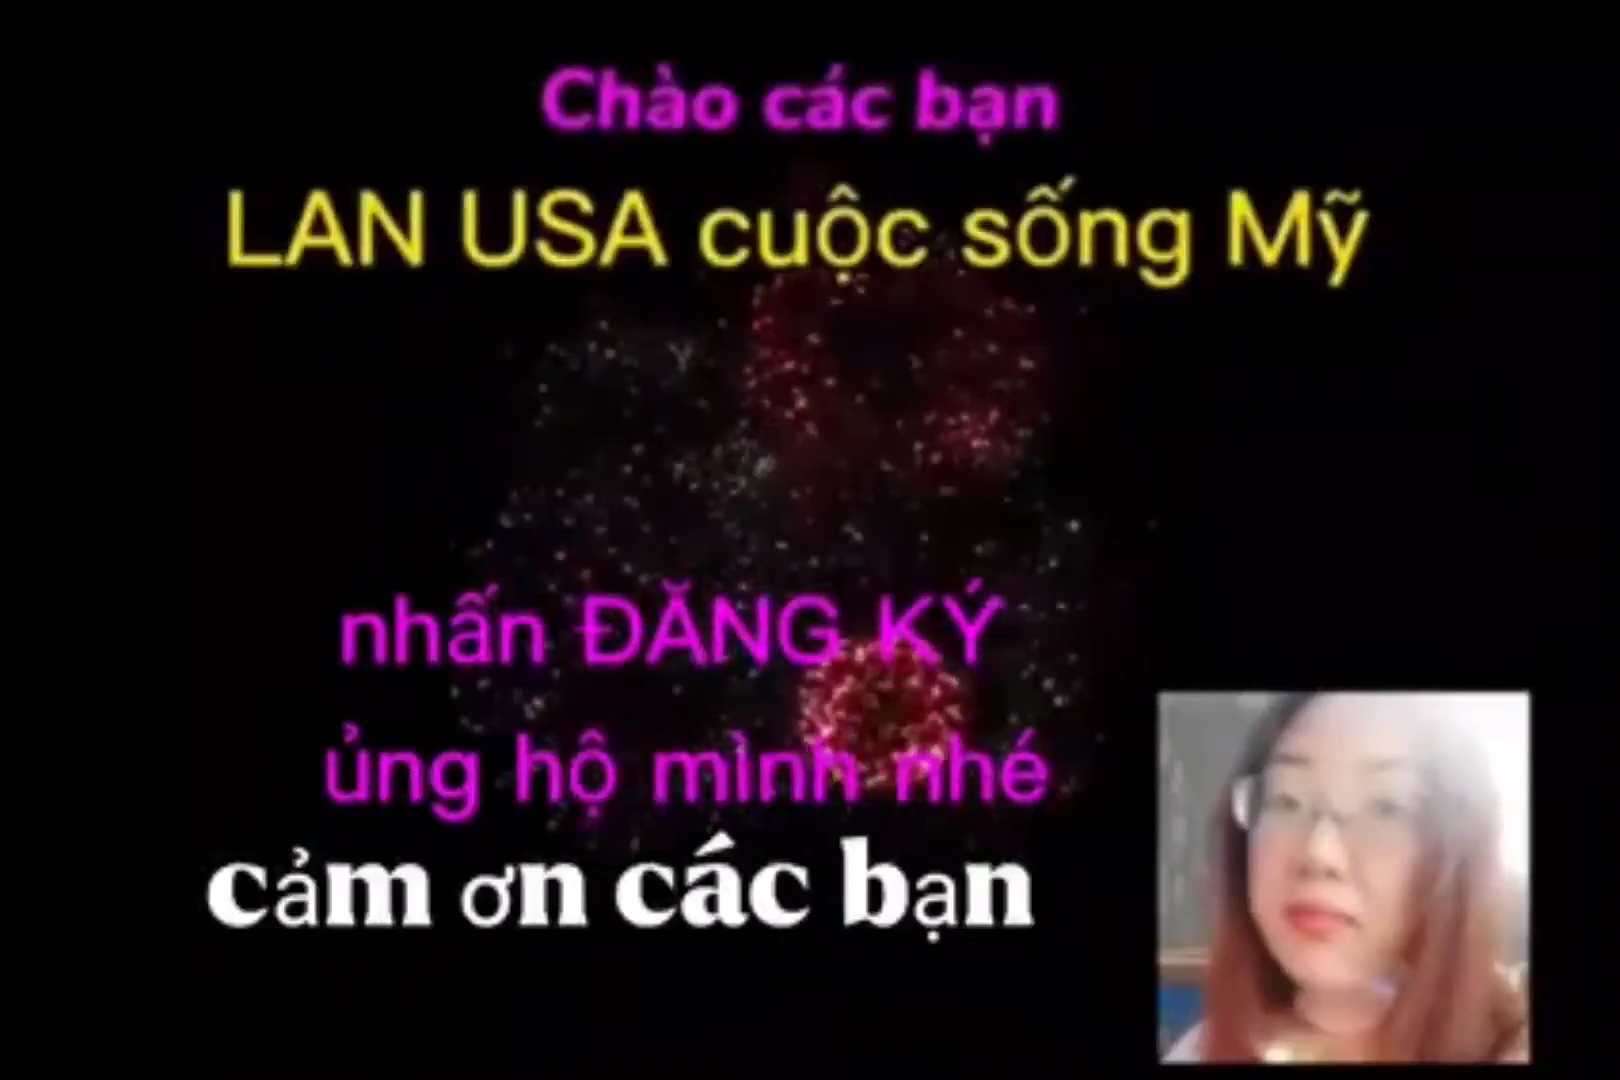 Chào các bạn
LAN USA cuộc sống Mỹ
nhấn ĐĂNG KÝ
ủng hộ mình nhé
cảm ơn các bạn